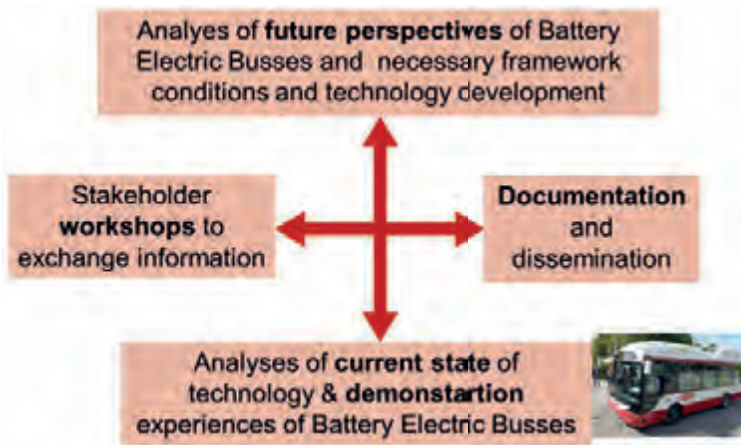 Analyes of future perspectives of Battery
Electric Busses and necessary framework
conditions and technology development
Stakeholder
workshops to
exchange information
Documentation
and
dissemination
Analyses of current state of
technology & demonstartion
experiences of Battery Electric Busses